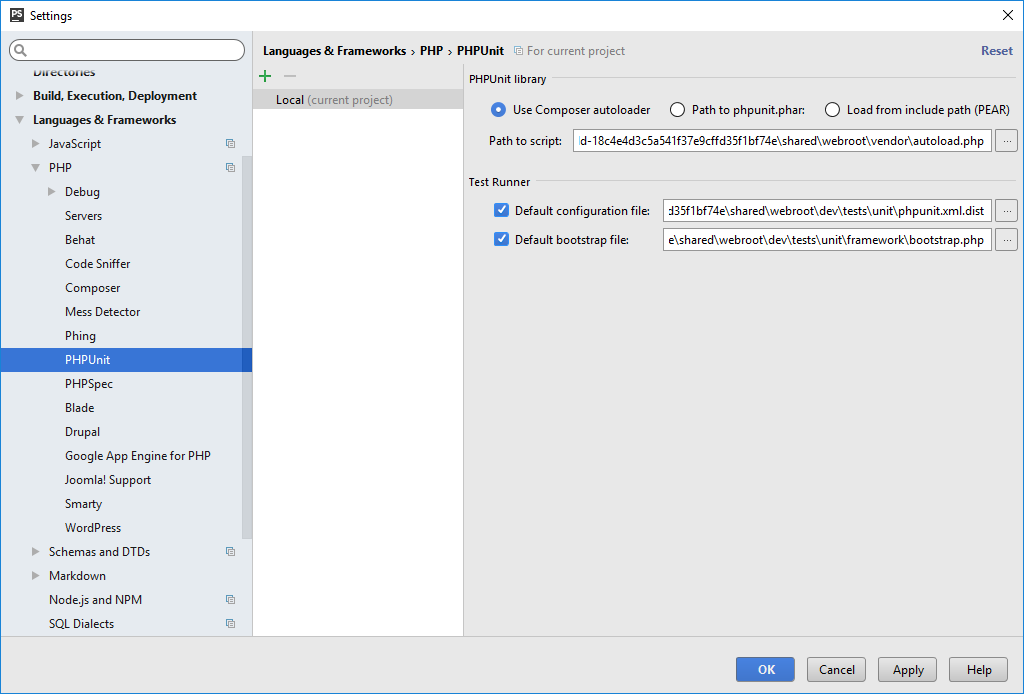 PS Settings
Directories
Build, Execution, Deployment
Languages & Frameworks
JavaScript
PHP
Debug
Servers
Behat
Code Sniffer
Composer
Mess Detector
Phing
PHPUnit
PHPSpec
Blade
Drupal
Google App Engine for PHP
Joomla! Support
Smarty
WordPress
Schemas and DTDs
Markdown
Node.js and NPM
SQL Dialects
Languages & Frameworks › PHP › PHPUnit For current project Reset
Local (current project)
PHPUnit library
Use Composer autoloader Path to phpunit.phar: Load from include path (PEAR)
Path to script: d-18c4e4d3c5a541f37e9cffd35f1bf74e\shared\webroot\vendor\autoload.php ...
Test Runner
Default configuration file: d35f1bf74e\shared\webroot\dev\tests\unit\phpunit.xml.dist ...
Default bootstrap file: e\shared\webroot\dev\tests\unit\framework\bootstrap.php ...
OK Cancel Apply Help